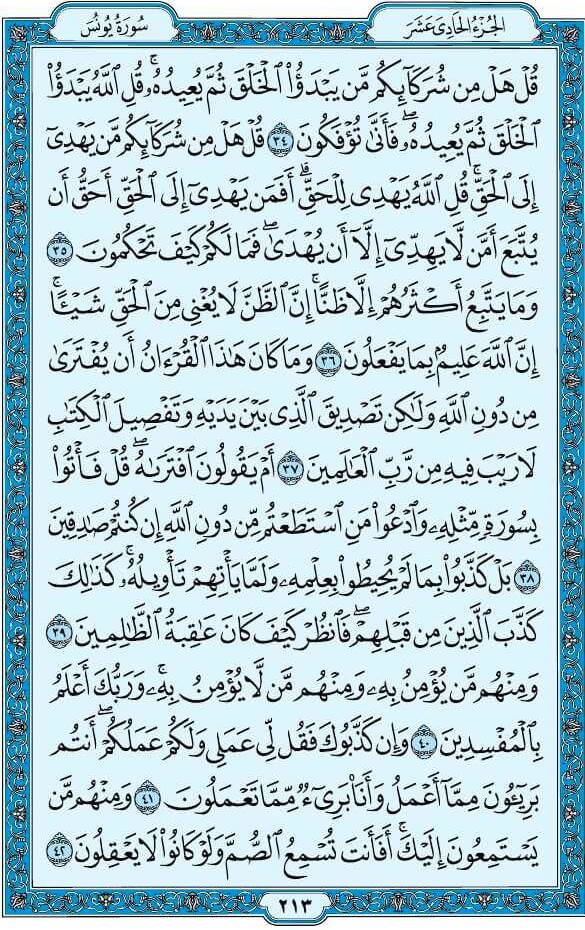 الجُزْءُ الحَادِىَ عَشَرَ
سُورَةُ يُونُسَ
قُلْ هَلْ مِن شُرَكَآئِكُم مَّن يَبْدَؤُاْ ٱلْخَلْقَ ثُمَّ يُعِيدُهُۥۚ قُلِ ٱللَّهُ يَبْدَؤُاْ
ٱلْخَلْقَ ثُمَّ يُعِيدُهُۥۖ فَأَنَّىٰ تُؤْفَكُونَ ٣٤ قُلْ هَلْ مِن شُرَكَآئِكُم مَّن يَهْدِىٓ
إِلَى ٱلْحَقِّۚ قُلِ ٱللَّهُ يَهْدِى لِلْحَقِّۗ أَفَمَن يَهْدِىٓ إِلَى ٱلْحَقِّ أَحَقُّ أَن
يُتَّبَعَ أَمَّن لَّا يَهِدِّىٓ إِلَّآ أَن يُهْدَىٰۖ فَمَا لَكُمْ كَيْفَ تَحْكُمُونَ ٣٥
وَمَا يَتَّبِعُ أَكْثَرُهُمْ إِلَّا ظَنًّاۚ إِنَّ ٱلظَّنَّ لَا يُغْنِى مِنَ ٱلْحَقِّ شَيْـًٔاۚ
إِنَّ ٱللَّهَ عَلِيمٌۢ بِمَا يَفْعَلُونَ ٣٦ وَمَا كَانَ هَٰذَا ٱلْقُرْءَانُ أَن يُفْتَرَىٰ
مِن دُونِ ٱللَّهِ وَلَٰكِن تَصْدِيقَ ٱلَّذِى بَيْنَ يَدَيْهِ وَتَفْصِيلَ ٱلْكِتَٰبِ
لَا رَيْبَ فِيهِ مِن رَّبِّ ٱلْعَٰلَمِينَ ٣٧ أَمْ يَقُولُونَ ٱفْتَرَىٰهُۖ قُلْ فَأْتُواْ
بِسُورَةٍ مِّثْلِهِۦ وَٱدْعُواْ مَنِ ٱسْتَطَعْتُم مِّن دُونِ ٱللَّهِ إِن كُنتُمْ صَٰدِقِينَ
٣٨ بَلْ كَذَّبُواْ بِمَا لَمْ يُحِيطُواْ بِعِلْمِهِۦ وَلَمَّا يَأْتِهِمْ تَأْوِيلُهُۥۚ كَذَٰلِكَ
كَذَّبَ ٱلَّذِينَ مِن قَبْلِهِمْۖ فَٱنظُرْ كَيْفَ كَانَ عَٰقِبَةُ ٱلظَّٰلِمِينَ ٣٩
وَمِنْهُم مَّن يُؤْمِنُ بِهِۦ وَمِنْهُم مَّن لَّا يُؤْمِنُ بِهِۦۚ وَرَبُّكَ أَعْلَمُ
بِٱلْمُفْسِدِينَ ٤٠ وَإِن كَذَّبُوكَ فَقُل لِّى عَمَلِى وَلَكُمْ عَمَلُكُمْۖ أَنتُم
بَرِيٓـُٔونَ مِمَّآ أَعْمَلُ وَأَنَا۠ بَرِىٓءٌ مِّمَّا تَعْمَلُونَ ٤١ وَمِنْهُم مَّن
يَسْتَمِعُونَ إِلَيْكَۚ أَفَأَنتَ تُسْمِعُ ٱلصُّمَّ وَلَوْ كَانُواْ لَا يَعْقِلُونَ ٤٢
٢١٣